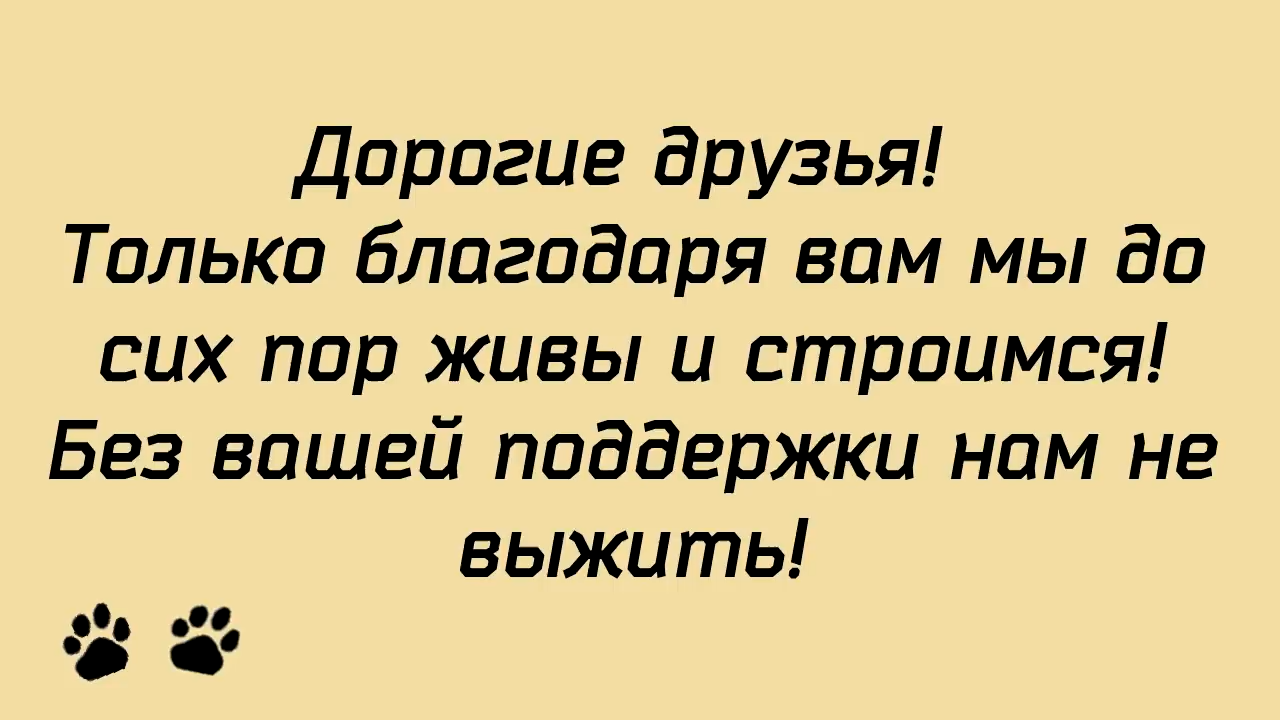 Дорогие друзья!
Только благодаря вам мы до
сих пор живы и строимся!
Без вашей поддержки нам не
выжить!